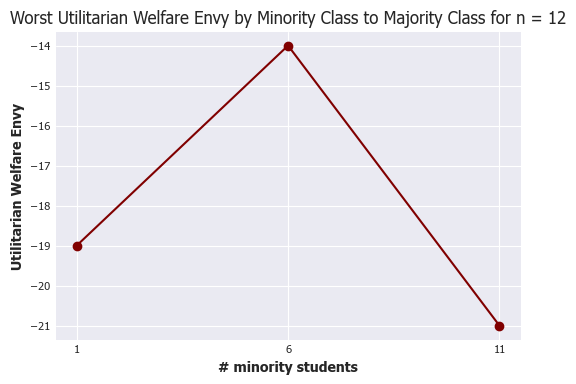 Worst Utilitarian Welfare Envy by Minority Class to Majority Class for n = 12
Utilitarian Welfare Envy
−14
−15
−16
−17
−18
−19
−20
−21
1 6 11
# minority students